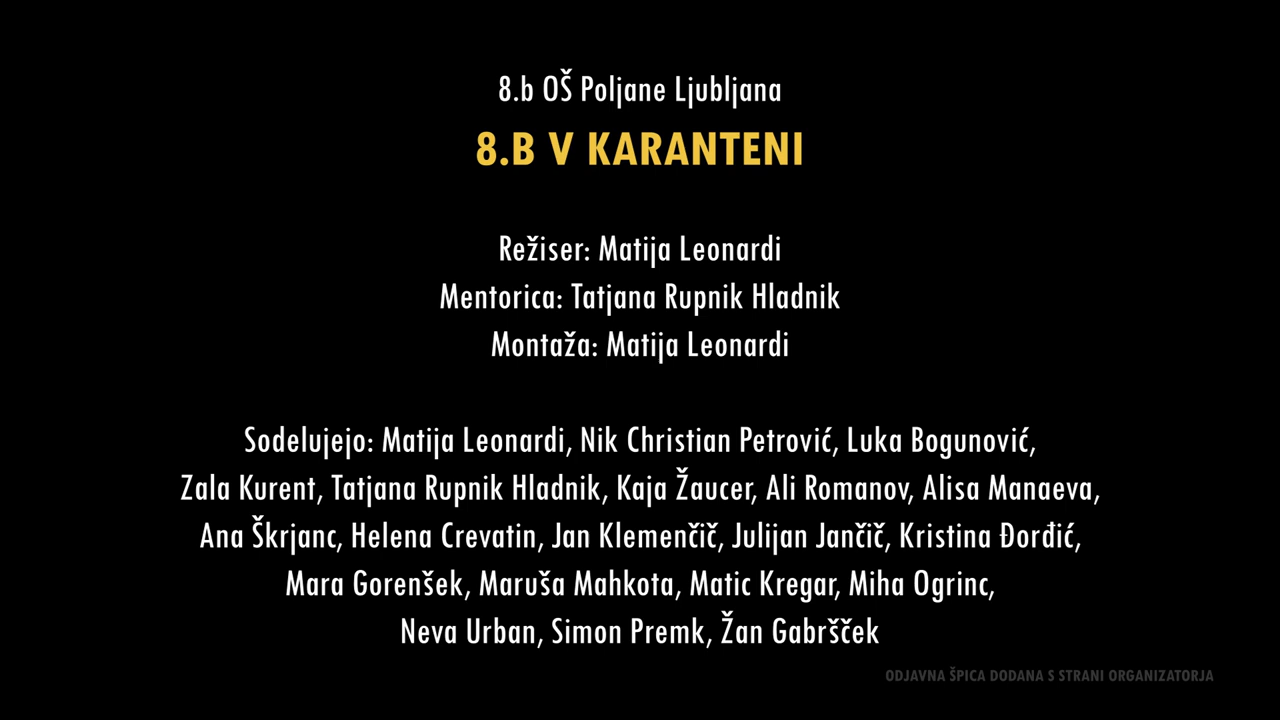 8.b OŠ Poljane Ljubljana
8.B V KARANTENI
Režiser: Matija Leonardi
Mentorica: Tatjana Rupnik Hladnik
Montaža: Matija Leonardi
Sodelujejo: Matija Leonardi, Nik Christian Petrović, Luka Bogunović,
Zala Kurent, Tatjana Rupnik Hladnik, Kaja Žaucer, Ali Romanov, Alisa Manaeva,
Ana Škrjanc, Helena Crevatin, Jan Klemenčič, Julijan Jančič, Kristina Đorđić,
Mara Gorenšek, Maruša Mahkota, Matic Kregar, Miha Ogrinc,
Neva Urban, Simon Premk, Žan Gabršček
ODJAVNA ŠPICA DODANA S STRANI ORGANIZATORJA